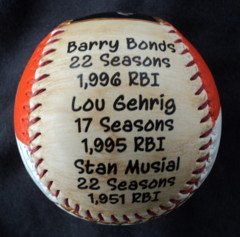 Barry Bonds
22 Seasons
1,996 RBI
Lou Gehrig
17 Seasons
1,995 RBI
Stan Musial
22 Seasons
1,951 RBI